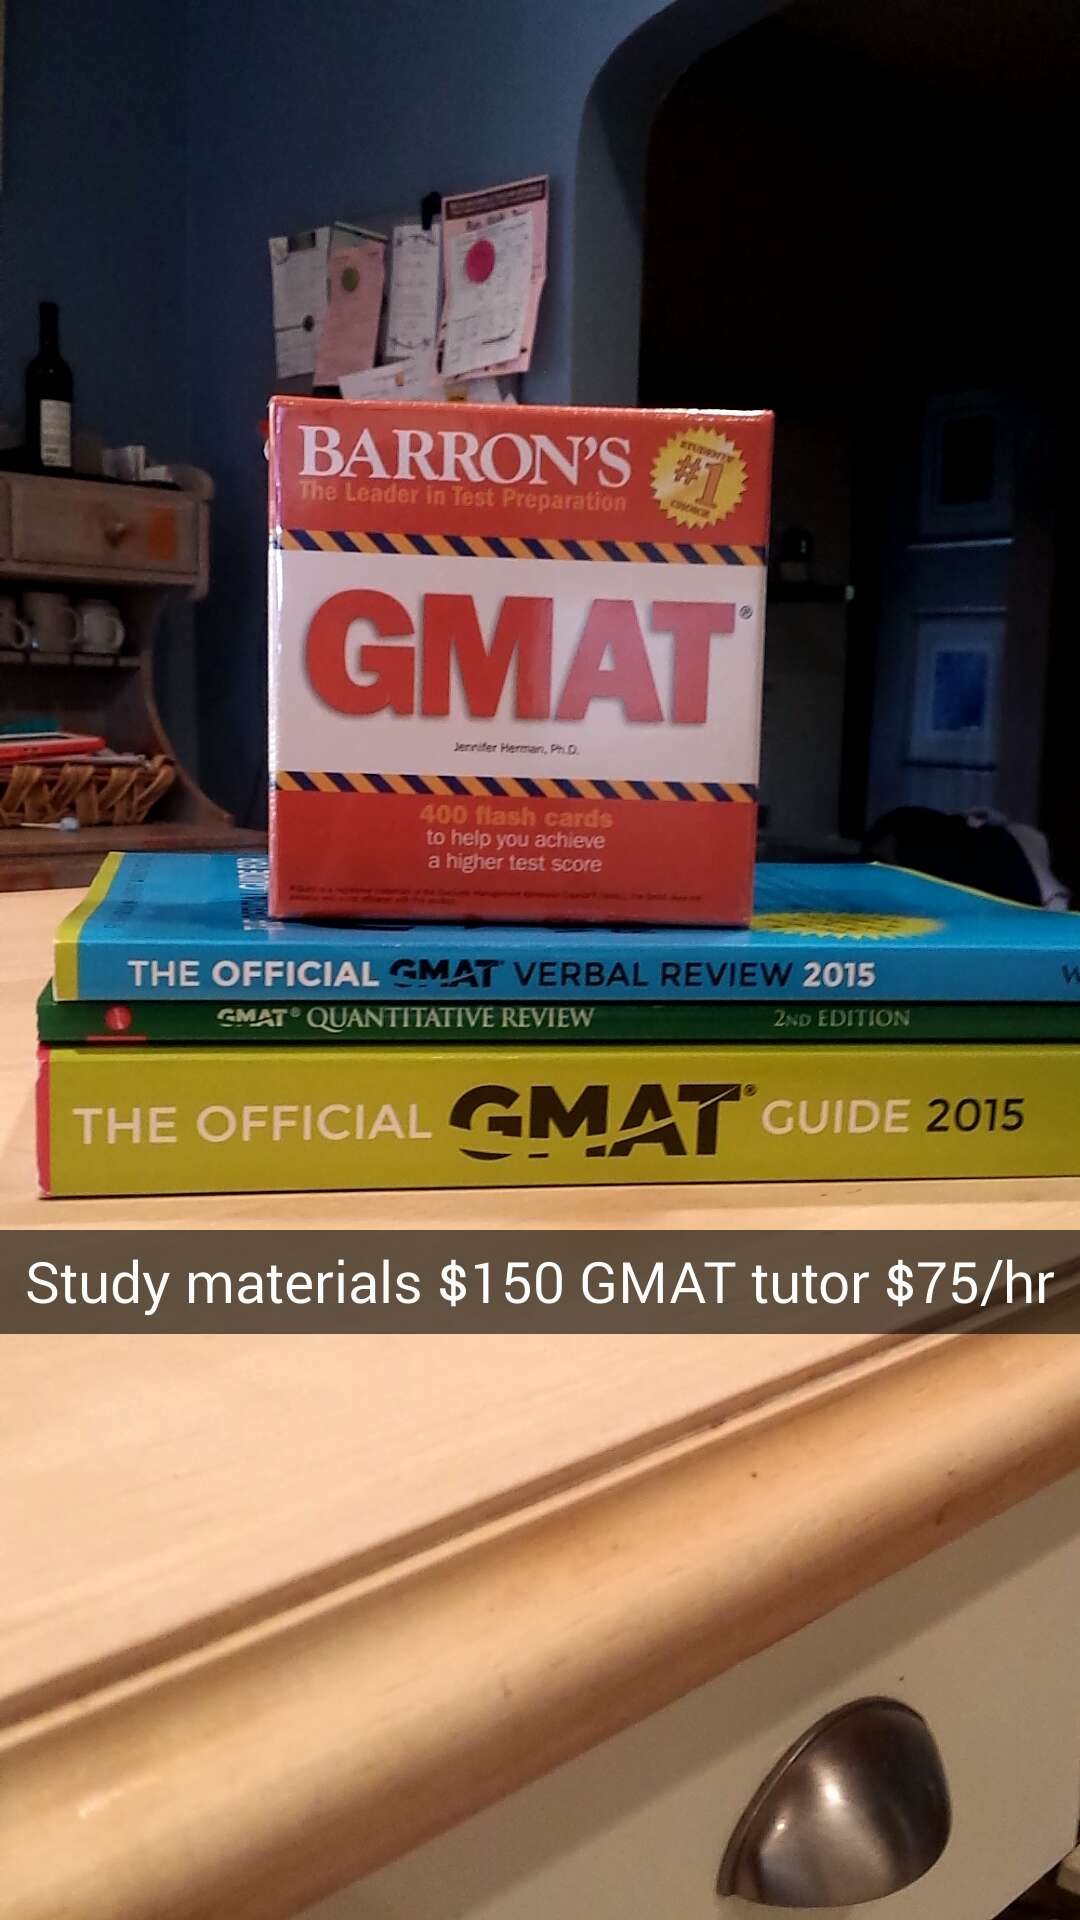 BARRON'S
The Leader in Test Preparation
STUDENTS'
#1
CHOICE
GMAT®
Jennifer Herman, Ph.D.
400 flash cards
to help you achieve
a higher test score
THE OFFICIAL GMAT® VERBAL REVIEW 2015 W
GMAT® QUANTITATIVE REVIEW 2ND EDITION
THE OFFICIAL GMAT® GUIDE 2015
Study materials $150 GMAT tutor $75/hr